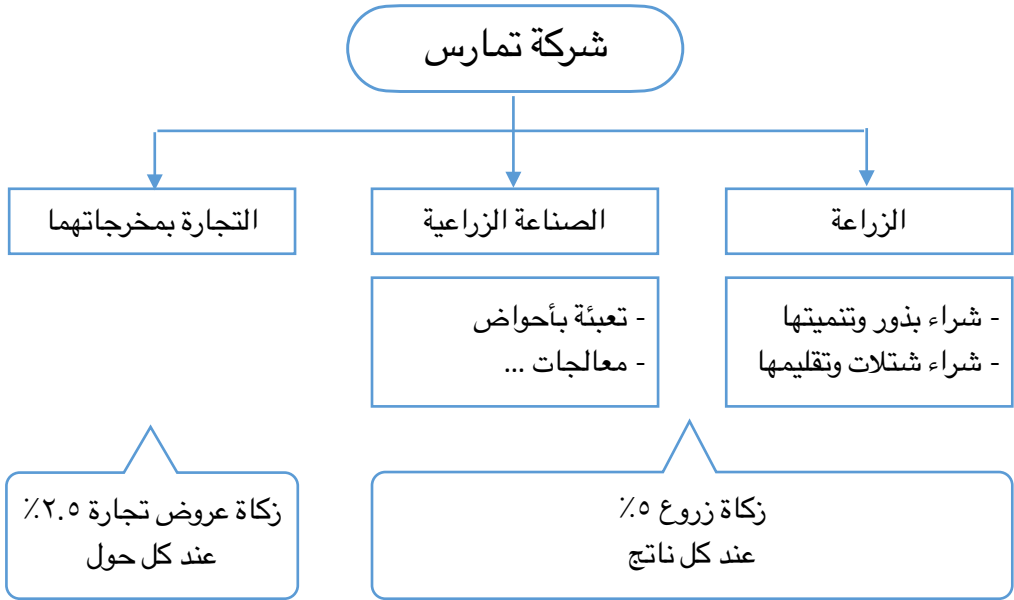 شركة تمارس
الزراعة
الصناعة الزراعية
التجارة بمخرجاتهما
- شراء بذور وتنميتها
- شراء شتلات وتقليمها
- تعبئة بأحواض
- معالجات ...
زكاة زروع ٥٪
عند كل ناتج
زكاة عروض تجارة ٢.٥٪
عند كل حول